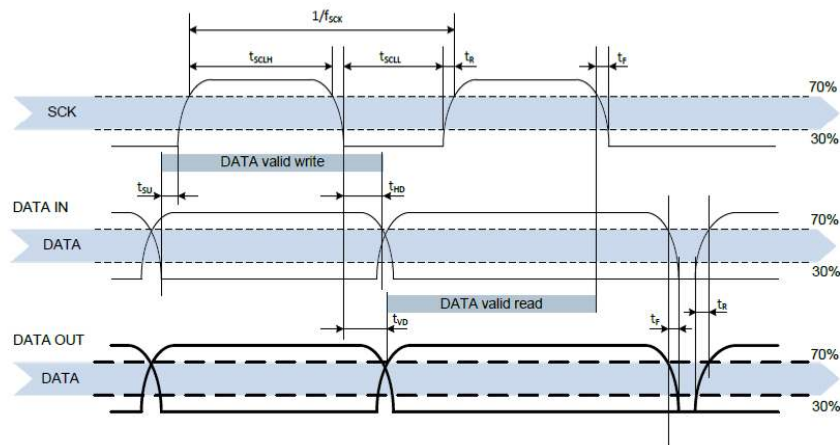 1/fSCK
tSCLH
tSCLL
tR
tF
70%
SCK
30%
DATA valid write
tSU
tHD
DATA IN
70%
DATA
30%
DATA valid read
tVD
tF
tR
DATA OUT
70%
DATA
30%